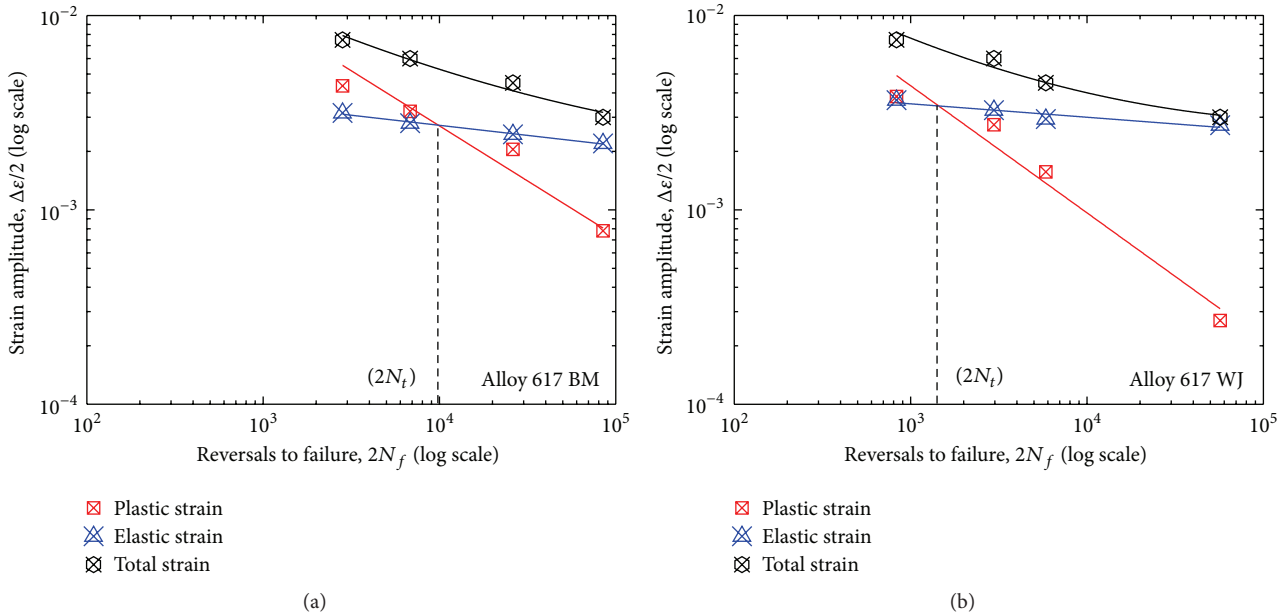 10⁻²
10⁻³
10⁻⁴
Strain amplitude, Δε/2 (log scale)
(2Nₜ)
Alloy 617 BM
10²
10³
10⁴
10⁵
Reversals to failure, 2N_f (log scale)
Plastic strain
Elastic strain
Total strain
(a)
10⁻²
10⁻³
10⁻⁴
Strain amplitude, Δε/2 (log scale)
(2Nₜ)
Alloy 617 WJ
10²
10³
10⁴
10⁵
Reversals to failure, 2N_f (log scale)
Plastic strain
Elastic strain
Total strain
(b)